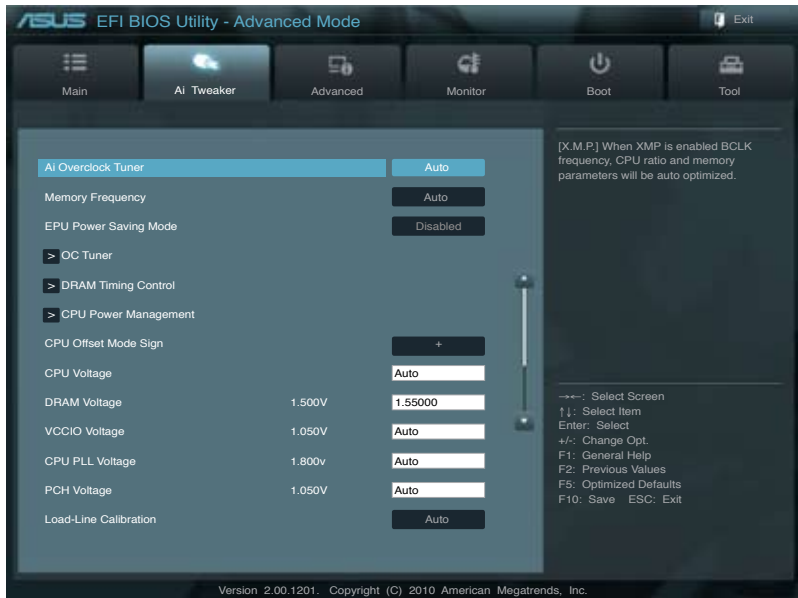 ASUS EFI BIOS Utility - Advanced Mode
Exit
Main
Ai Tweaker
Advanced
Monitor
Boot
Tool
Ai Overclock Tuner Auto
Memory Frequency Auto
EPU Power Saving Mode Disabled
> OC Tuner
> DRAM Timing Control
> CPU Power Management
CPU Offset Mode Sign +
CPU Voltage Auto
DRAM Voltage 1.500V 1.55000
VCCIO Voltage 1.050V Auto
CPU PLL Voltage 1.800v Auto
PCH Voltage 1.050V Auto
Load-Line Calibration Auto
[X.M.P.] When XMP is enabled BCLK
frequency, CPU ratio and memory
parameters will be auto optimized.
→←: Select Screen
↑↓: Select Item
Enter: Select
+/-: Change Opt.
F1: General Help
F2: Previous Values
F5: Optimized Defaults
F10: Save ESC: Exit
Version 2.00.1201. Copyright (C) 2010 American Megatrends, Inc.